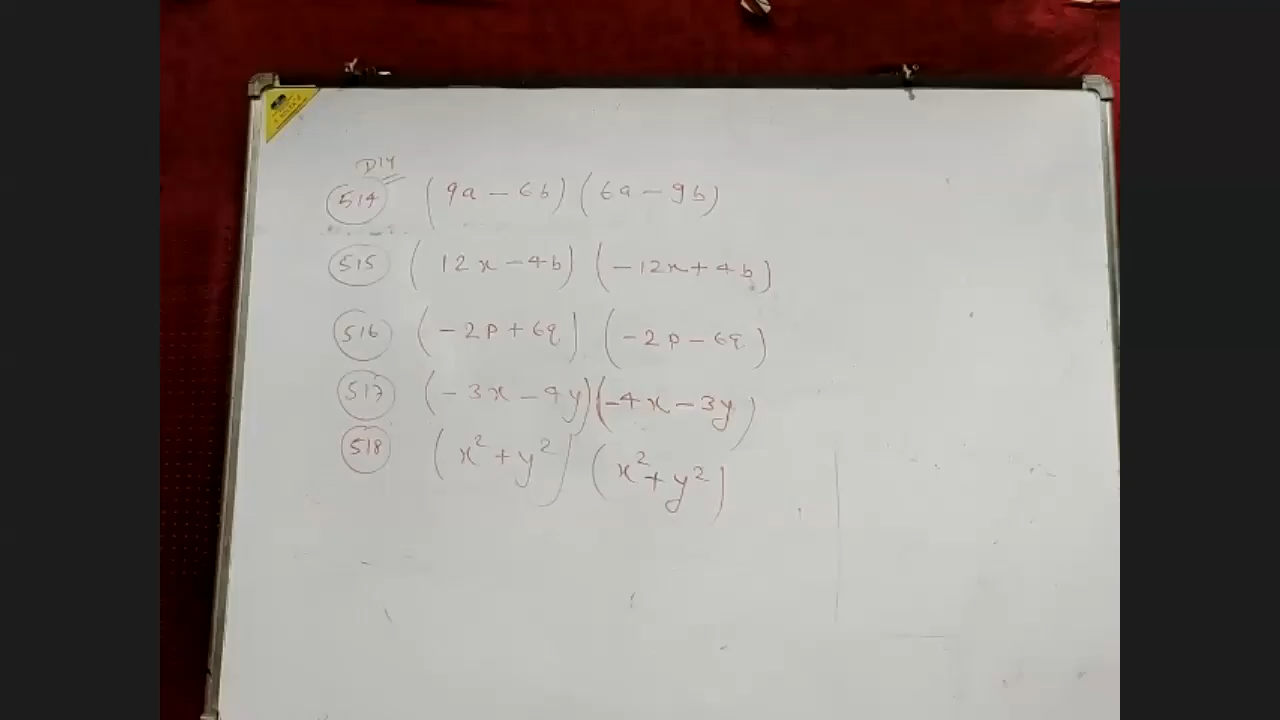 DIY
514 (9a - 6b) (6a - 9b)
515 (12x - 4b) (-12x + 4b)
516 (-2p + 6q) (-2p - 6q)
517 (-3x - 4y) (-4x - 3y)
518 (x² + y²) (x² + y²)